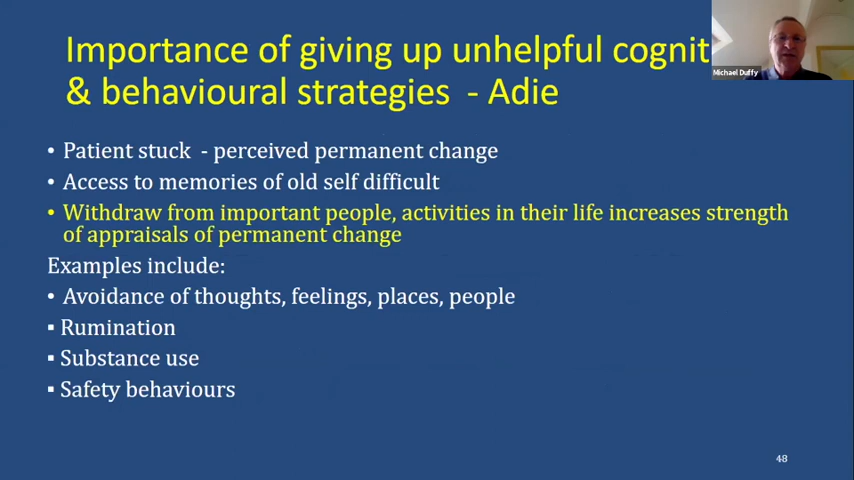 Importance of giving up unhelpful cognit
& behavioural strategies - Adie
Michael Duffy
• Patient stuck - perceived permanent change
• Access to memories of old self difficult
• Withdraw from important people, activities in their life increases strength
of appraisals of permanent change
Examples include:
• Avoidance of thoughts, feelings, places, people
▪ Rumination
▪ Substance use
▪ Safety behaviours
48